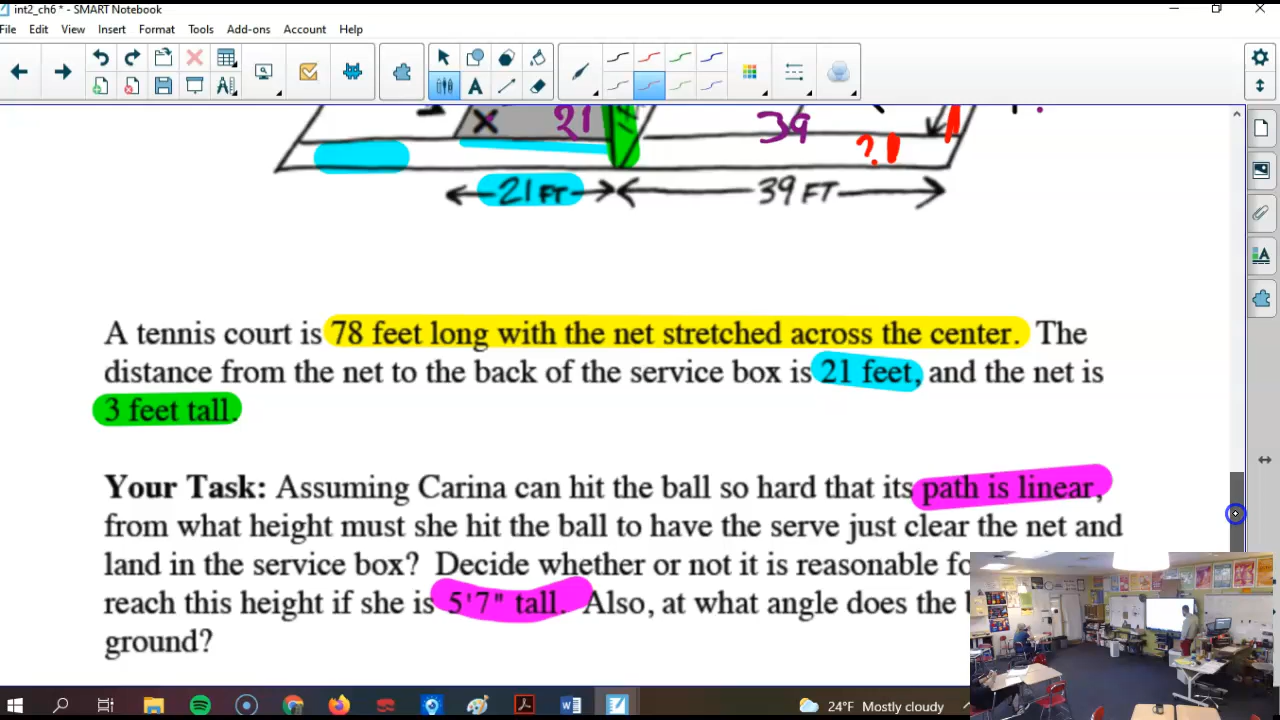 int2_ch6 * - SMART Notebook
File Edit View Insert Format Tools Add-ons Account Help
X 21 39 ?
21 FT 39 FT
A tennis court is 78 feet long with the net stretched across the center. The
distance from the net to the back of the service box is 21 feet, and the net is
3 feet tall.
Your Task: Assuming Carina can hit the ball so hard that its path is linear,
from what height must she hit the ball to have the serve just clear the net and
land in the service box? Decide whether or not it is reasonable
reach this height if she is 5'7" tall. Also, at what angle does the
ground?
24°F Mostly cloudy